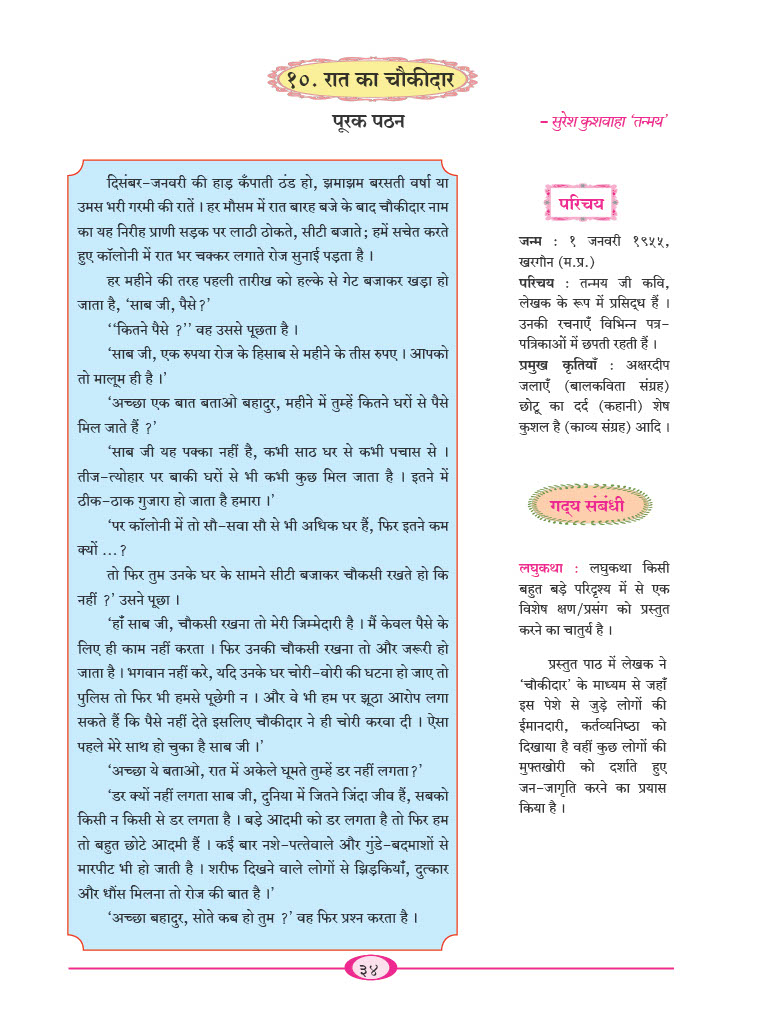 १०. रात का चौकीदार
पूरक पठन
– सुरेश कुशवाहा ‘तन्मय’
दिसंबर-जनवरी की हाड़ कँपाती ठंड हो, झमाझम बरसती वर्षा या
उमस भरी गरमी की रातें । हर मौसम में रात बारह बजे के बाद चौकीदार नाम
का यह निरीह प्राणी सड़क पर लाठी ठोकते, सीटी बजाते; हमें सचेत करते
हुए कॉलोनी में रात भर चक्कर लगाते रोज सुनाई पड़ता है ।
हर महीने की तरह पहली तारीख को हल्के से गेट बजाकर खड़ा हो
जाता है, ‘साब जी, पैसे?’
‘‘कितने पैसे ?’’ वह उससे पूछता है ।
‘साब जी, एक रुपया रोज के हिसाब से महीने के तीस रुपए । आपको
तो मालूम ही है ।’
‘अच्छा एक बात बताओ बहादुर, महीने में तुम्हें कितने घरों से पैसे
मिल जाते हैं ?’
‘साब जी यह पक्का नहीं है, कभी साठ घर से कभी पचास से ।
तीज-त्योहार पर बाकी घरों से भी कभी कुछ मिल जाता है । इतने में
ठीक-ठाक गुजारा हो जाता है हमारा ।’
‘पर कॉलोनी में तो सौ-सवा सौ से भी अधिक घर हैं, फिर इतने कम
क्यों ...?
तो फिर तुम उनके घर के सामने सीटी बजाकर चौकसी रखते हो कि
नहीं ?’ उसने पूछा ।
‘हाँ साब जी, चौकसी रखना तो मेरी जिम्मेदारी है । मैं केवल पैसे के
लिए ही काम नहीं करता । फिर उनकी चौकसी रखना तो और जरूरी हो
जाता है । भगवान नहीं करे, यदि उनके घर चोरी-वोरी की घटना हो जाए तो
पुलिस तो फिर भी हमसे पूछेगी न । और वे भी हम पर झूठा आरोप लगा
सकते हैं कि पैसे नहीं देते इसलिए चौकीदार ने ही चोरी करवा दी । ऐसा
पहले मेरे साथ हो चुका है साब जी ।’
‘अच्छा ये बताओ, रात में अकेले घूमते तुम्हें डर नहीं लगता?’
‘डर क्यों नहीं लगता साब जी, दुनिया में जितने जिंदा जीव हैं, सबको
किसी न किसी से डर लगता है । बड़े आदमी को डर लगता है तो फिर हम
तो बहुत छोटे आदमी हैं । कई बार नशे-पत्तेवाले और गुंडे-बदमाशों से
मारपीट भी हो जाती है । शरीफ दिखने वाले लोगों से झिड़कियाँ, दुत्कार
और धौंस मिलना तो रोज की बात है ।’
‘अच्छा बहादुर, सोते कब हो तुम ?’ वह फिर प्रश्न करता है ।
परिचय
जन्म : १ जनवरी १९५५,
खरगौन (म.प्र.)
परिचय : तन्मय जी कवि,
लेखक के रूप में प्रसिद्ध हैं ।
उनकी रचनाएँ विभिन्न पत्र-
पत्रिकाओं में छपती रहती हैं ।
प्रमुख कृतियाँ : अक्षरदीप
जलाएँ (बालकविता संग्रह)
छोटू का दर्द (कहानी) शेष
कुशल है (काव्य संग्रह) आदि ।
गद्य संबंधी
लघुकथा : लघुकथा किसी
बहुत बड़े परिदृश्य में से एक
विशेष क्षण/प्रसंग को प्रस्तुत
करने का चातुर्य है ।
प्रस्तुत पाठ में लेखक ने
‘चौकीदार’ के माध्यम से जहाँ
इस पेशे से जुड़े लोगों की
ईमानदारी, कर्तव्यनिष्ठा को
दिखाया है वहीं कुछ लोगों की
मुफ्तखोरी को दर्शाते हुए
जन-जागृति करने का प्रयास
किया है ।
३४